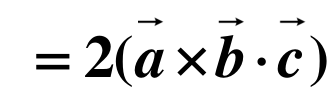 = 2(a⃗ × b⃗ · c⃗)